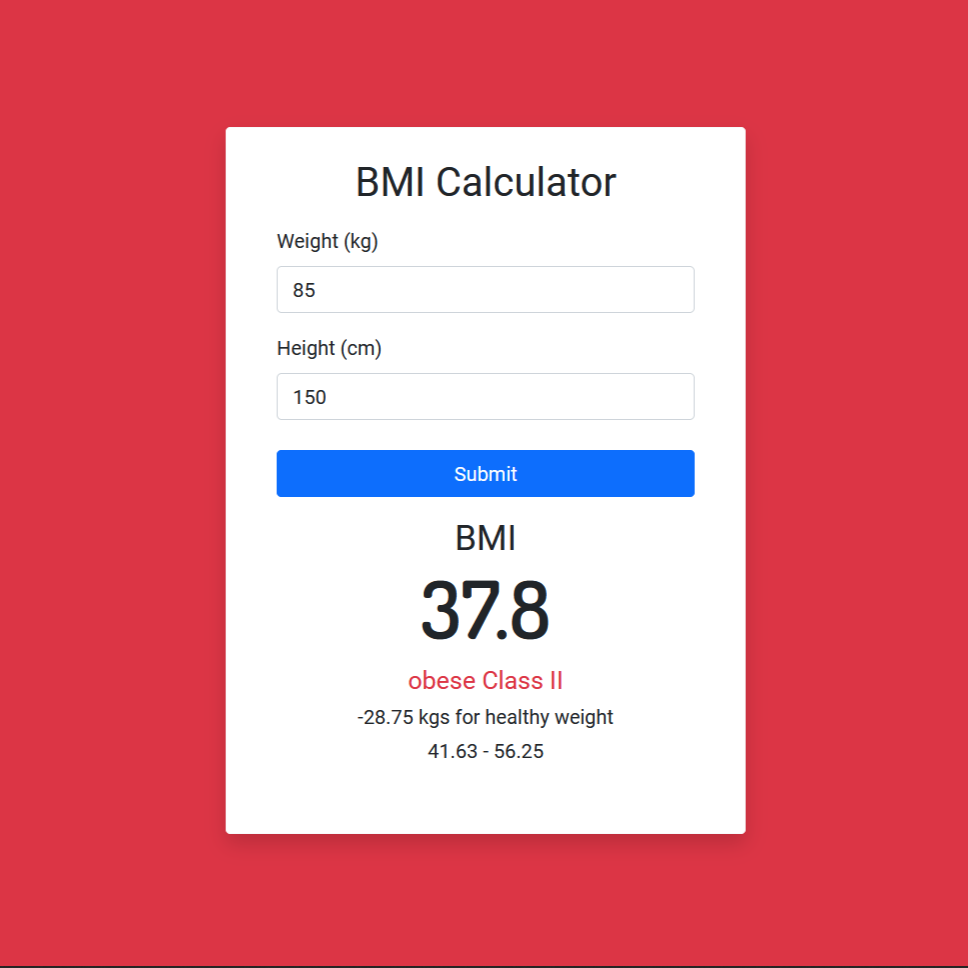 BMI Calculator
Weight (kg)
85
Height (cm)
150
Submit
BMI
37.8
obese Class II
-28.75 kgs for healthy weight
41.63 - 56.25